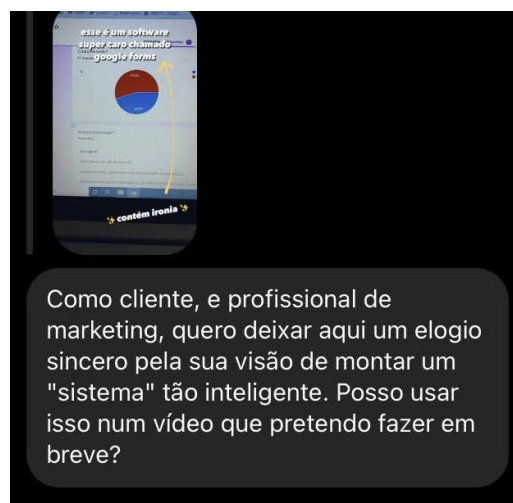 esse é um software
super caro chamado
google forms
✨ contém ironia ✨
Como cliente, e profissional de
marketing, quero deixar aqui um elogio
sincero pela sua visão de montar um
"sistema" tão inteligente. Posso usar
isso num vídeo que pretendo fazer em
breve?